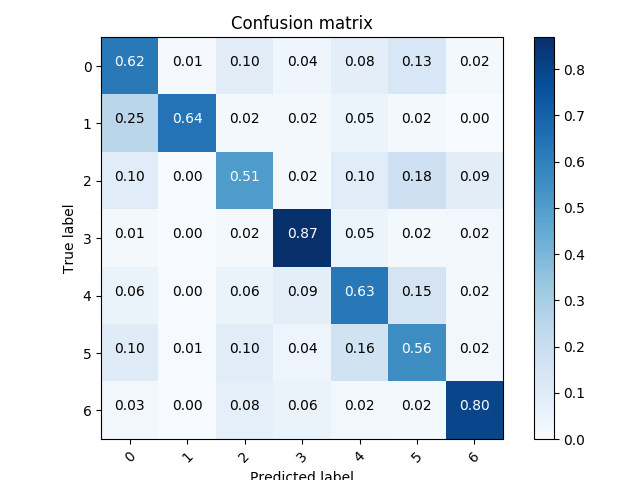 Confusion matrix
True label
0 0.62 0.01 0.10 0.04 0.08 0.13 0.02
1 0.25 0.64 0.02 0.02 0.05 0.02 0.00
2 0.10 0.00 0.51 0.02 0.10 0.18 0.09
3 0.01 0.00 0.02 0.87 0.05 0.02 0.02
4 0.06 0.00 0.06 0.09 0.63 0.15 0.02
5 0.10 0.01 0.10 0.04 0.16 0.56 0.02
6 0.03 0.00 0.08 0.06 0.02 0.02 0.80
0 1 2 3 4 5 6
Predicted label
0.8
0.7
0.6
0.5
0.4
0.3
0.2
0.1
0.0